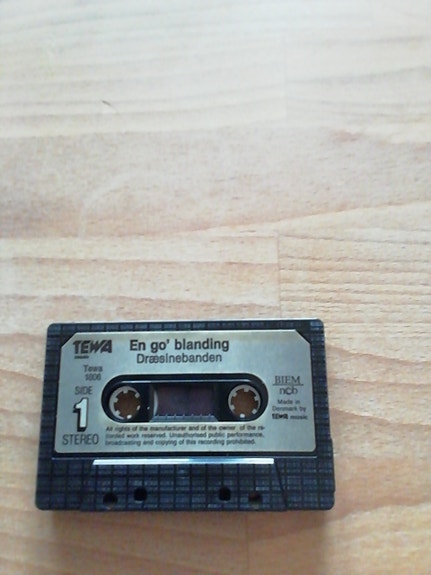 TEWA
En go' blanding
Dræsinebanden
Tewa
SIDE
1
STEREO
BIEM
ncb
Made in
Denmark by
TEWA musik
All rights of the manufacturer and of the owner of the re-
corded work reserved. Unauthorised public performance,
broadcasting and copying of this recording prohibited.